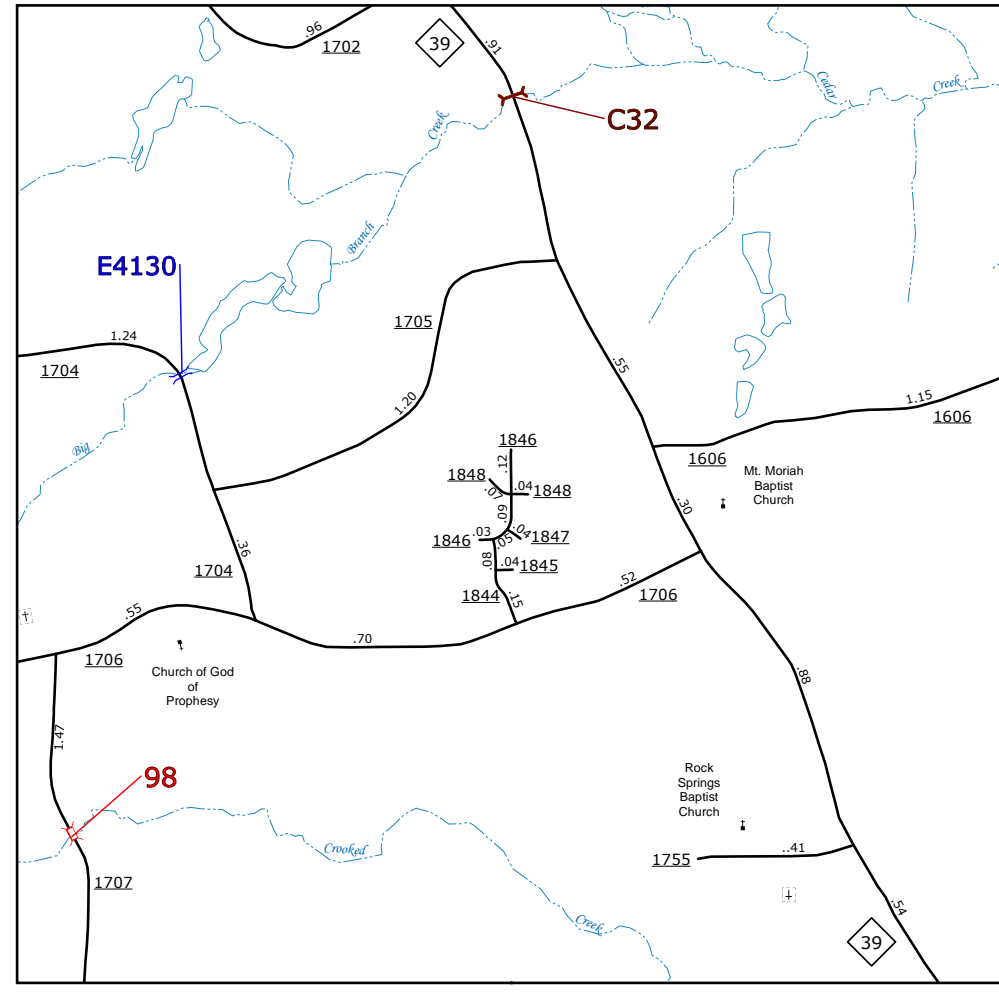 .96
1702
39
.91
Cedar
Creek
Creek
C32
Branch
E4130
1705
1.24
1704
.55
1.20
1.15
1606
Big
1846
1606
.12
1848
.04
1848
.07
Mt. Moriah
Baptist
Church
.30
.09
.03
.04
1846
.05
1847
.36
.08
.04
1845
1704
.52
1844
.15
1706
.55
.70
1706
Church of God
of
Prophesy
.88
1.47
98
Rock
Springs
Baptist
Church
Crooked
..41
1755
1707
.54
Creek
39